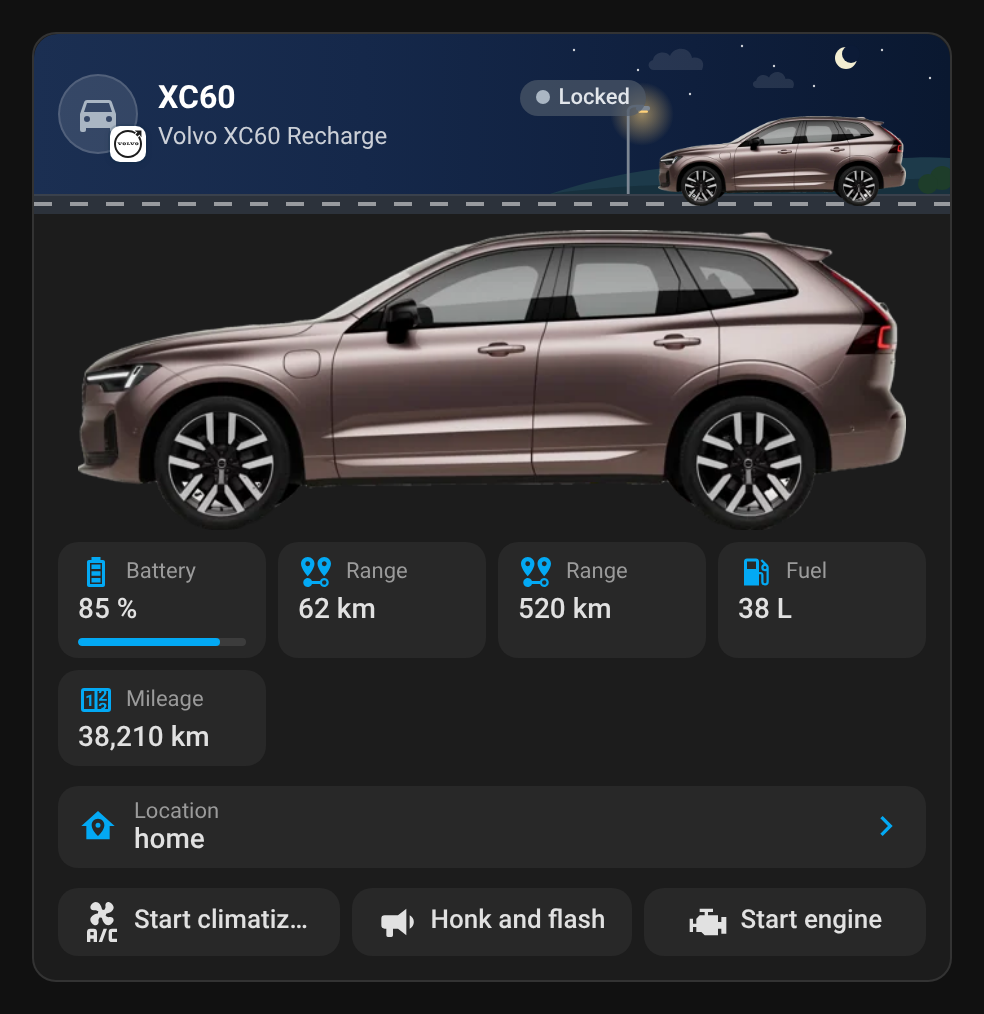 XC60
Volvo XC60 Recharge
VOLVO
Locked
Battery
85 %
Range
62 km
Range
520 km
Fuel
38 L
Mileage
38,210 km
Location
home
A/C
Start climatiz...
Honk and flash
Start engine